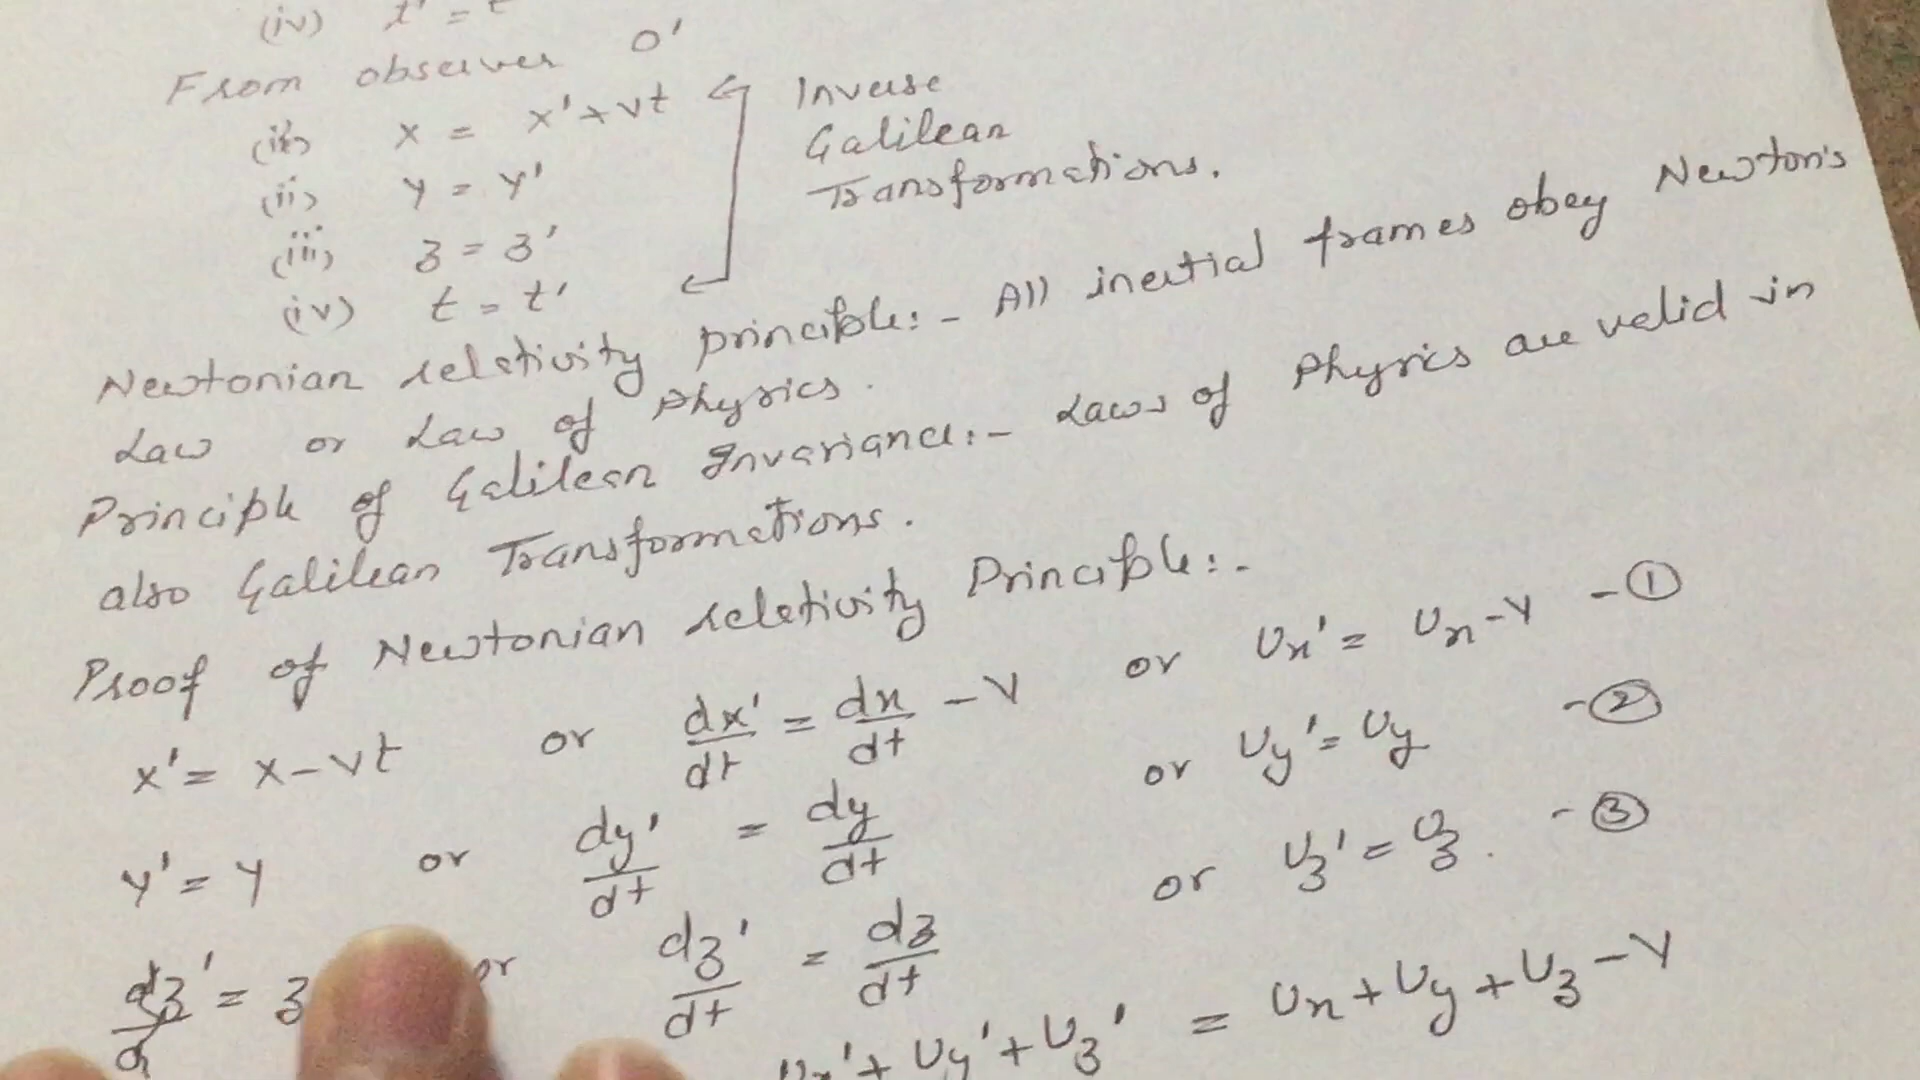 (iv) t' = t
From observer O'
(i) x = x'+vt
Inverse
Galilean
Transformations.
(ii) y = y'
(iii) z = z'
(iv) t = t'
Newtonian relativity principle:- All inertial frames obey Newton's
Law or Law of Physics.
Principle of Galilean Invariance:- Laws of Physics are valid in
also Galilean Transformations.
Proof of Newtonian relativity Principle:-
x' = x-vt or dx'/dt = dx/dt - v or Ux' = Ux-v -①
y' = y or dy'/dt = dy/dt or Uy' = Uy -②
z' = z or dz'/dt = dz/dt or Uz' = Uz. -③
Ux'+Uy'+Uz' = Ux+Uy+Uz-v